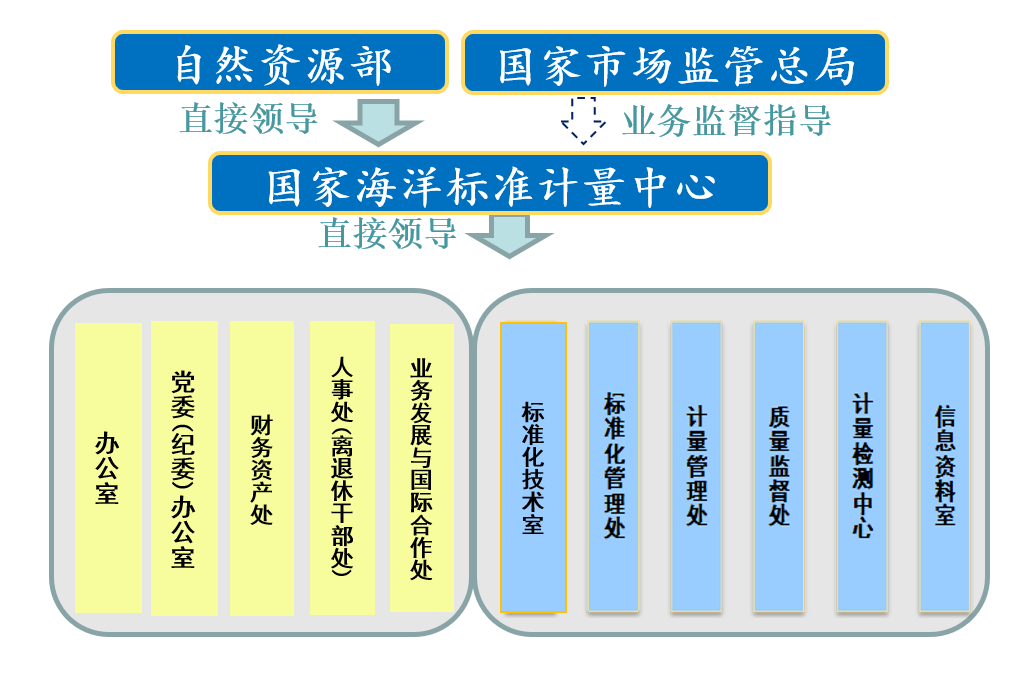 自然资源部
国家市场监管总局
直接领导
业务监督指导
国家海洋标准计量中心
直接领导
办公室
党委（纪委）办公室
财务资产处
人事处（离退休干部处）
业务发展与国际合作处
标准化技术室
标准化管理处
计量管理处
质量监督处
计量检测中心
信息资料室